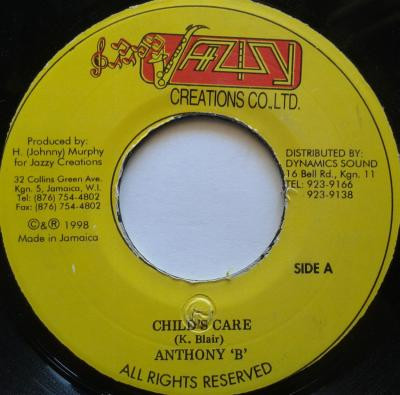 Jazzy
CREATIONS CO., LTD.
Produced by:
H. (Johnny) Murphy
for Jazzy Creations
32 Collins Green Ave.
Kgn. 5, Jamaica, W.I.
Tel: (876) 754-4802
Fax: (876) 754-4802
©&℗ 1998
Made in Jamaica
DISTRIBUTED BY:
DYNAMICS SOUND
16 Bell Rd., Kgn. 11
TEL: 923-9166
923-9138
SIDE A
CHILD'S CARE
(K. Blair)
ANTHONY 'B'
ALL RIGHTS RESERVED